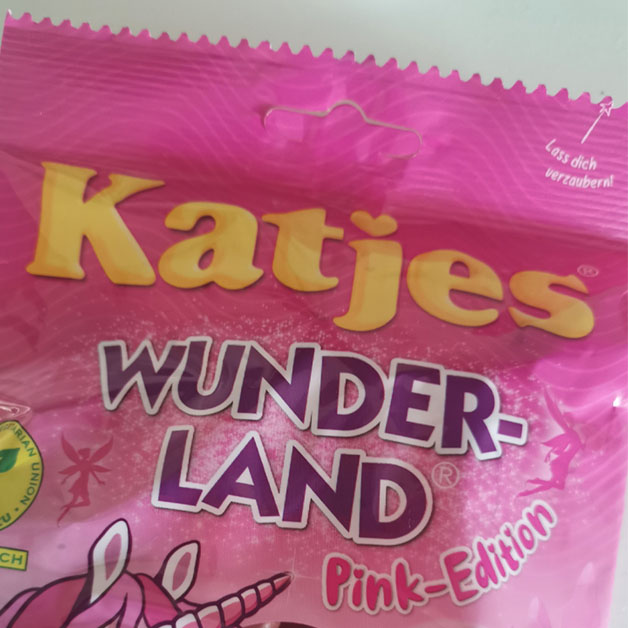 Lass dich
verzaubern!
Katjes®
WUNDER-
LAND®
Pink-Edition